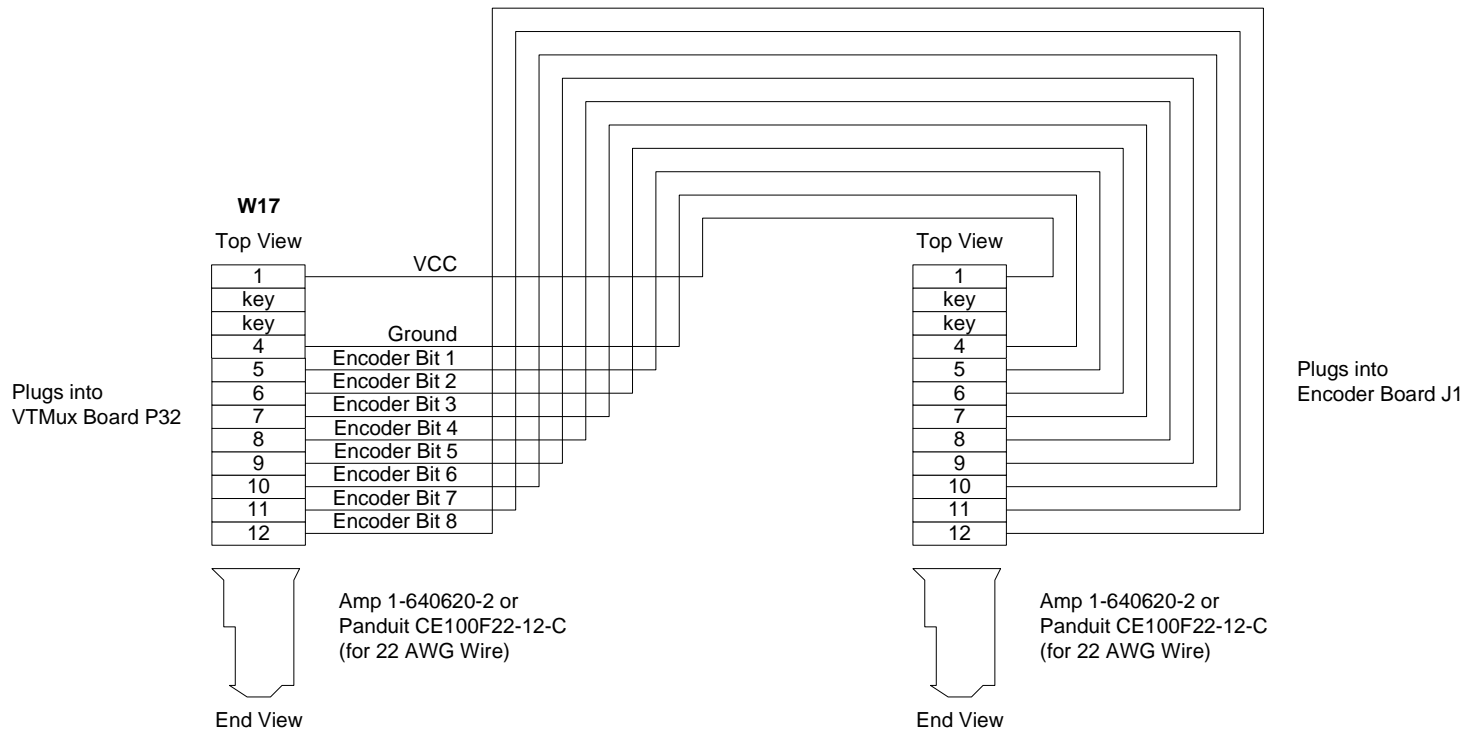 W17
Top View
1
key
key
4
5
6
7
8
9
10
11
12
VCC
Ground
Encoder Bit 1
Encoder Bit 2
Encoder Bit 3
Encoder Bit 4
Encoder Bit 5
Encoder Bit 6
Encoder Bit 7
Encoder Bit 8
Plugs into
VTMux Board P32
Amp 1-640620-2 or
Panduit CE100F22-12-C
(for 22 AWG Wire)
End View
Top View
1
key
key
4
5
6
7
8
9
10
11
12
Plugs into
Encoder Board J1
Amp 1-640620-2 or
Panduit CE100F22-12-C
(for 22 AWG Wire)
End View